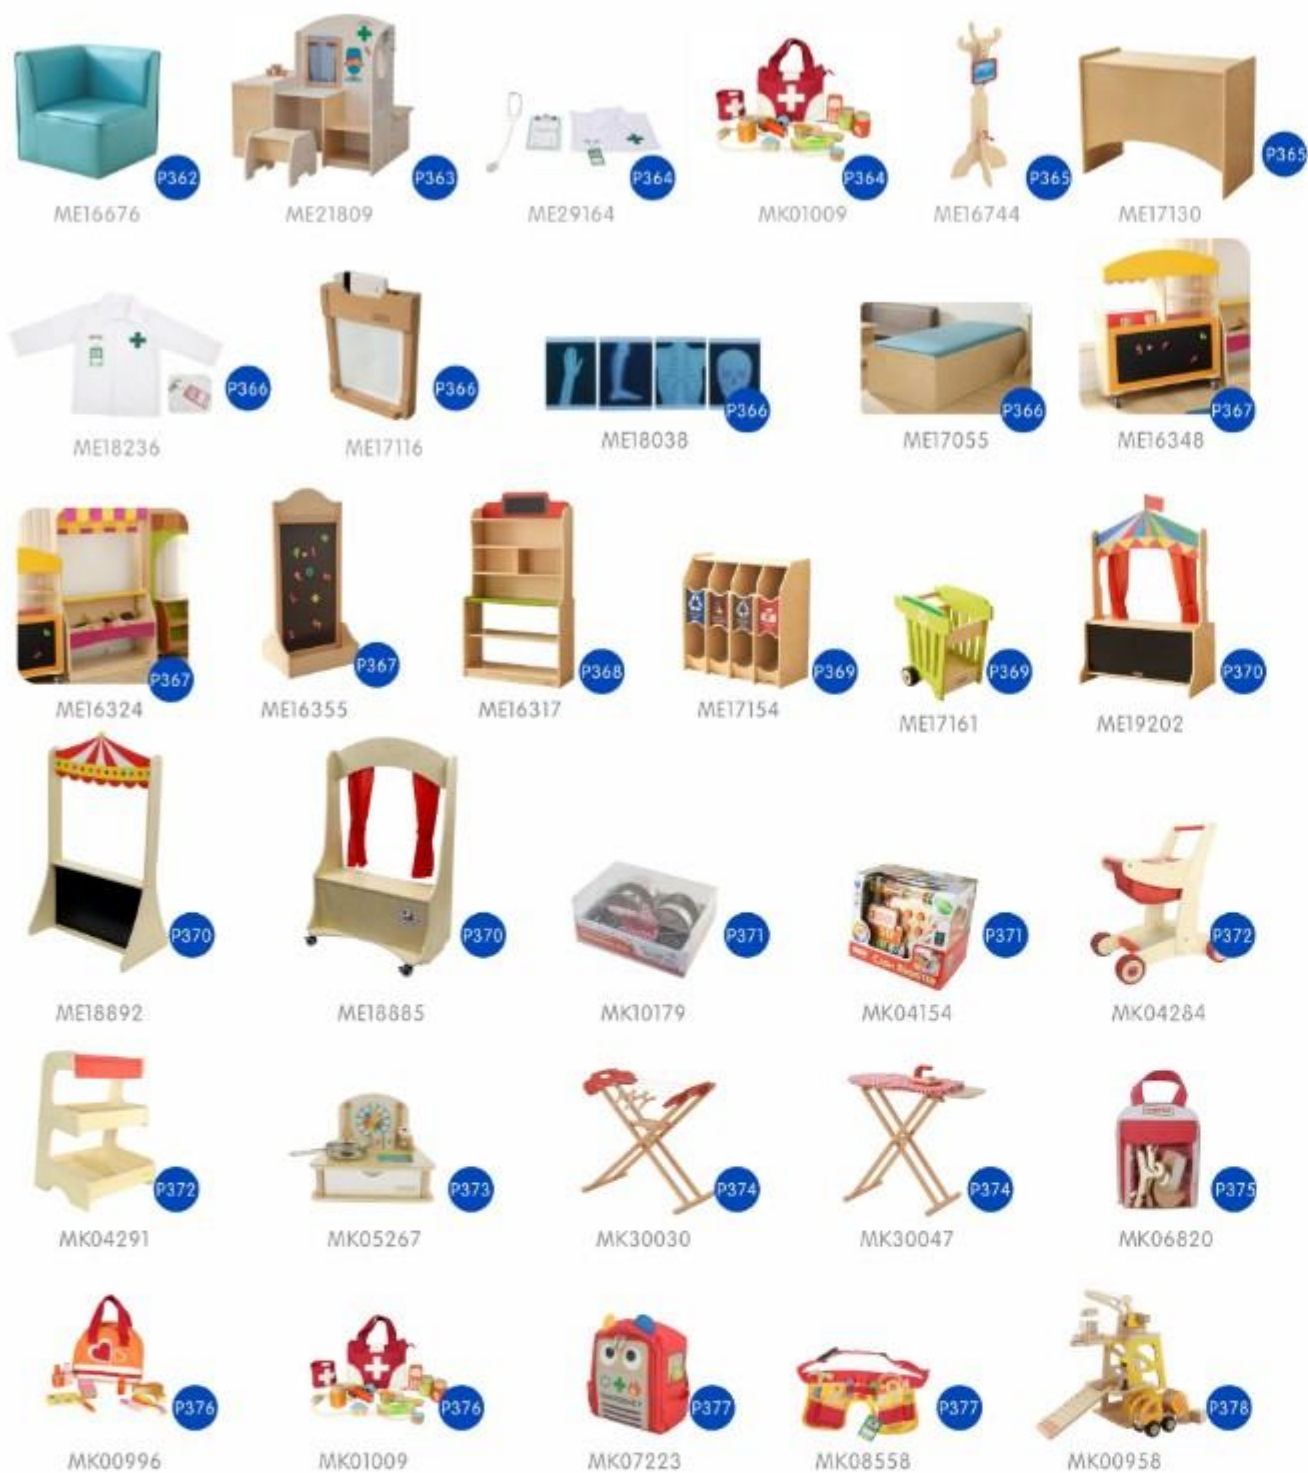 P362 P363 P364 P364 P365 P365
ME16676 ME21809 ME29164 MK01009 ME16744 ME17130
P366 P366 P366 P366 P367
ME18236 ME17116 ME18038 ME17055 ME16348
P367 P367 P368 P369 P369 P370
ME16324 ME16355 ME16317 ME17154 ME17161 ME19202
P370 P370 P371 P371 P372
Cash Register
ME18892 ME18885 MK10179 MK04154 MK04284
P372 P373 P374 P374 P375
MK04291 MK05267 MK30030 MK30047 MK06820
P376 P376 P377 P377 P378
EMERGENCY
MK00996 MK01009 MK07223 MK08558 MK00958